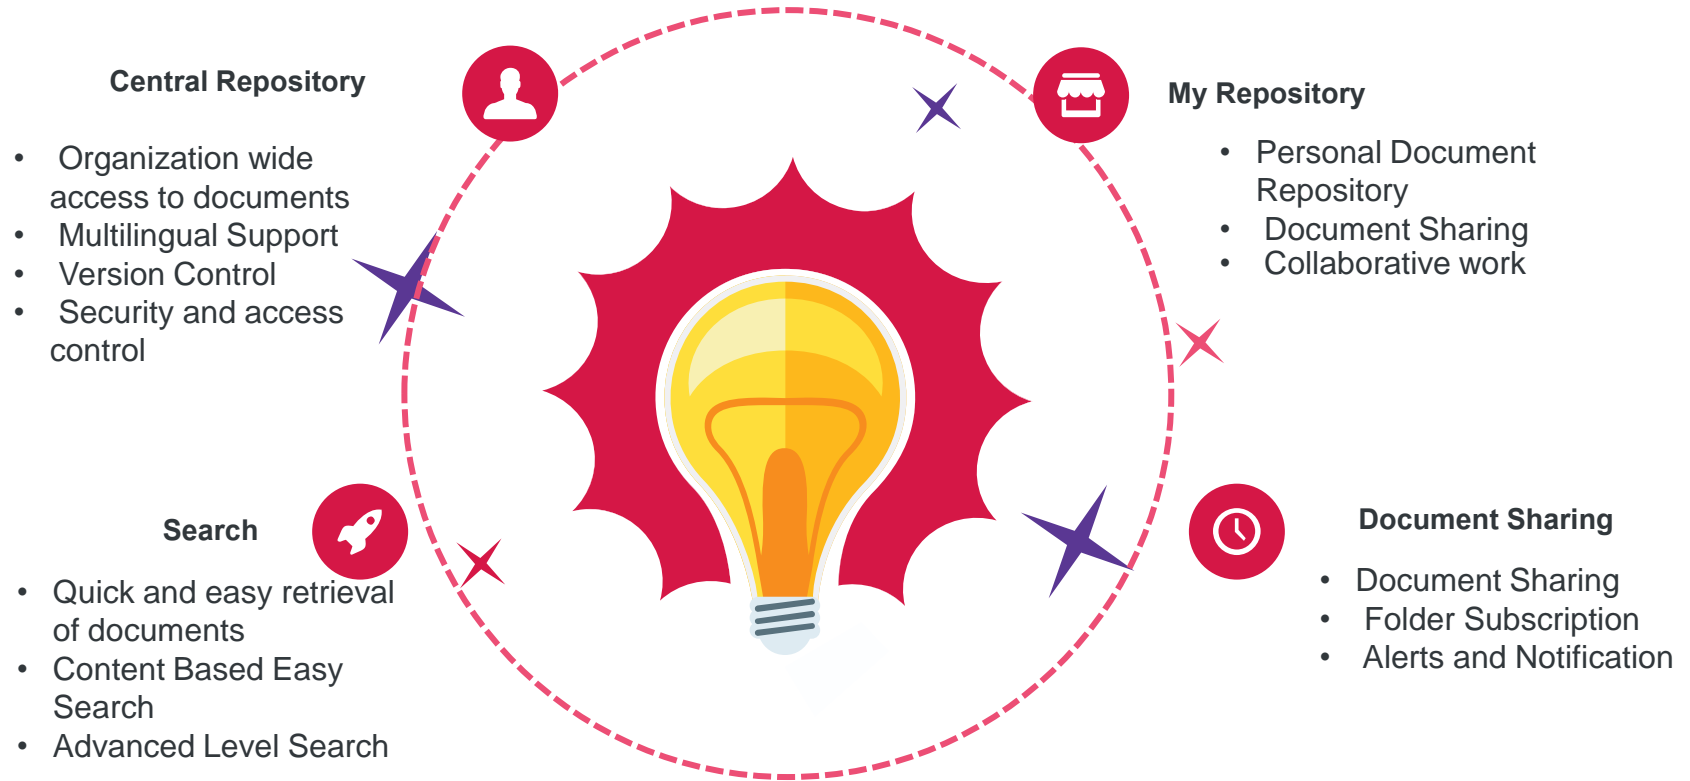 Central Repository
• Organization wide
access to documents
• Multilingual Support
• Version Control
• Security and access
control
My Repository
• Personal Document
Repository
• Document Sharing
• Collaborative work
Search
• Quick and easy retrieval
of documents
• Content Based Easy
Search
• Advanced Level Search
Document Sharing
• Document Sharing
• Folder Subscription
• Alerts and Notification